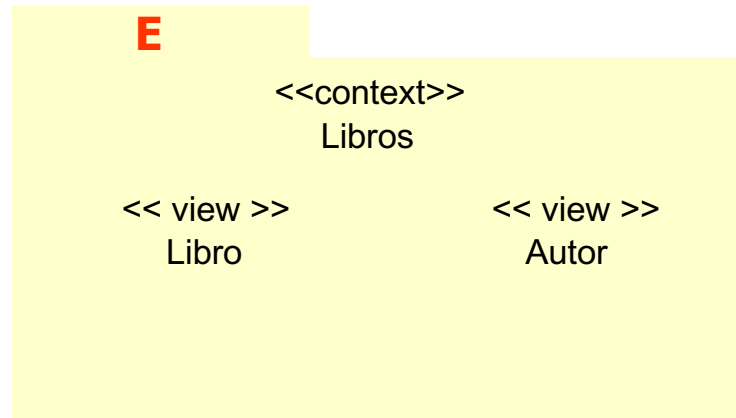 E
<<context>>
Libros
<< view >> << view >>
Libro Autor